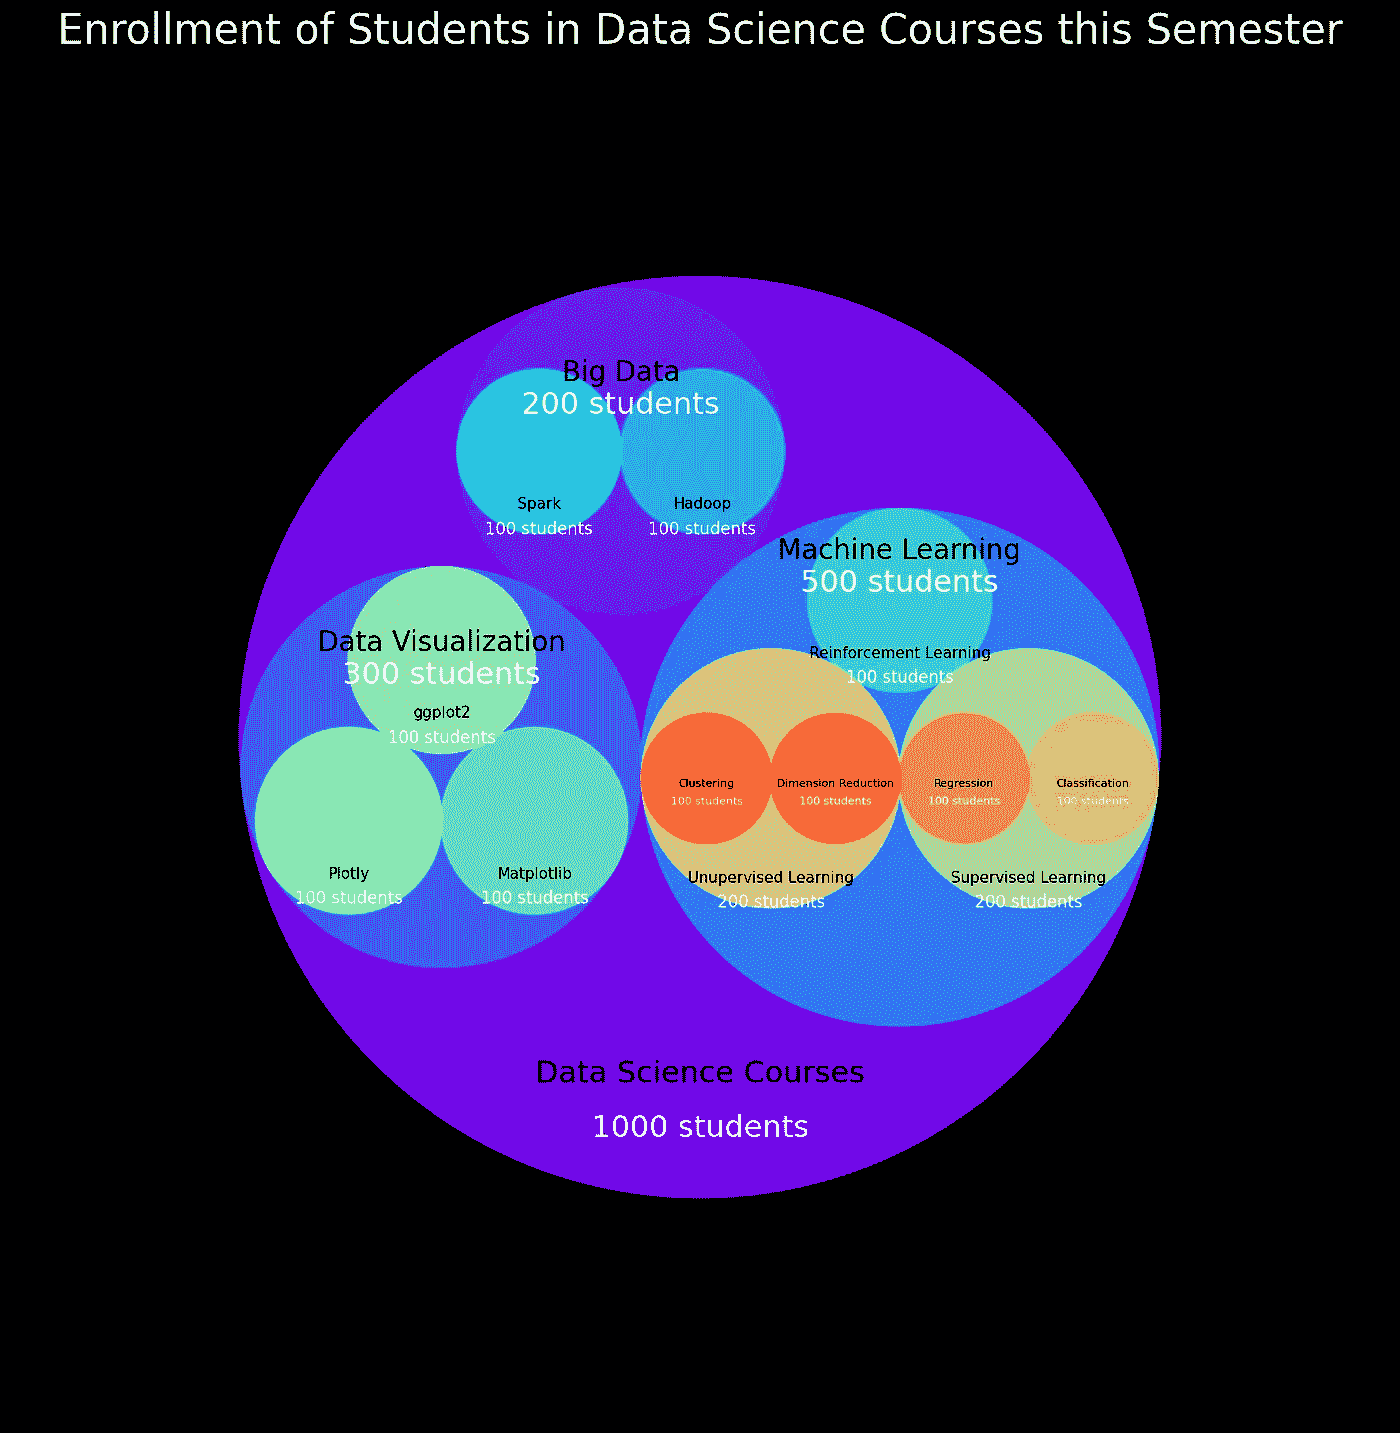 Enrollment of Students in Data Science Courses this Semester
Big Data
200 students
Spark
100 students
Hadoop
100 students
Machine Learning
500 students
Reinforcement Learning
100 students
Data Visualization
300 students
ggplot2
100 students
Plotly
100 students
Matplotlib
100 students
Clustering
100 students
Dimension Reduction
100 students
Regression
100 students
Classification
100 students
Unupervised Learning
200 students
Supervised Learning
200 students
Data Science Courses
1000 students